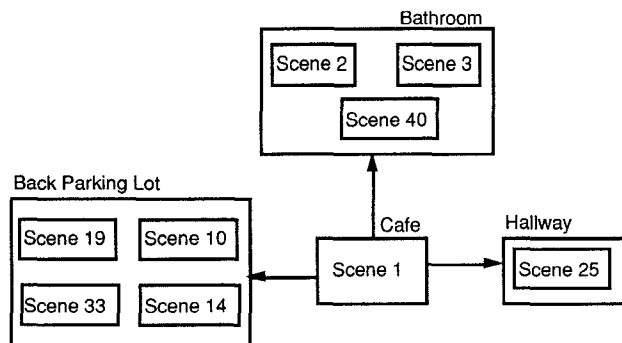 Bathroom
Scene 2
Scene 3
Scene 40
Back Parking Lot
Scene 19
Scene 10
Scene 33
Scene 14
Cafe
Scene 1
Hallway
Scene 25